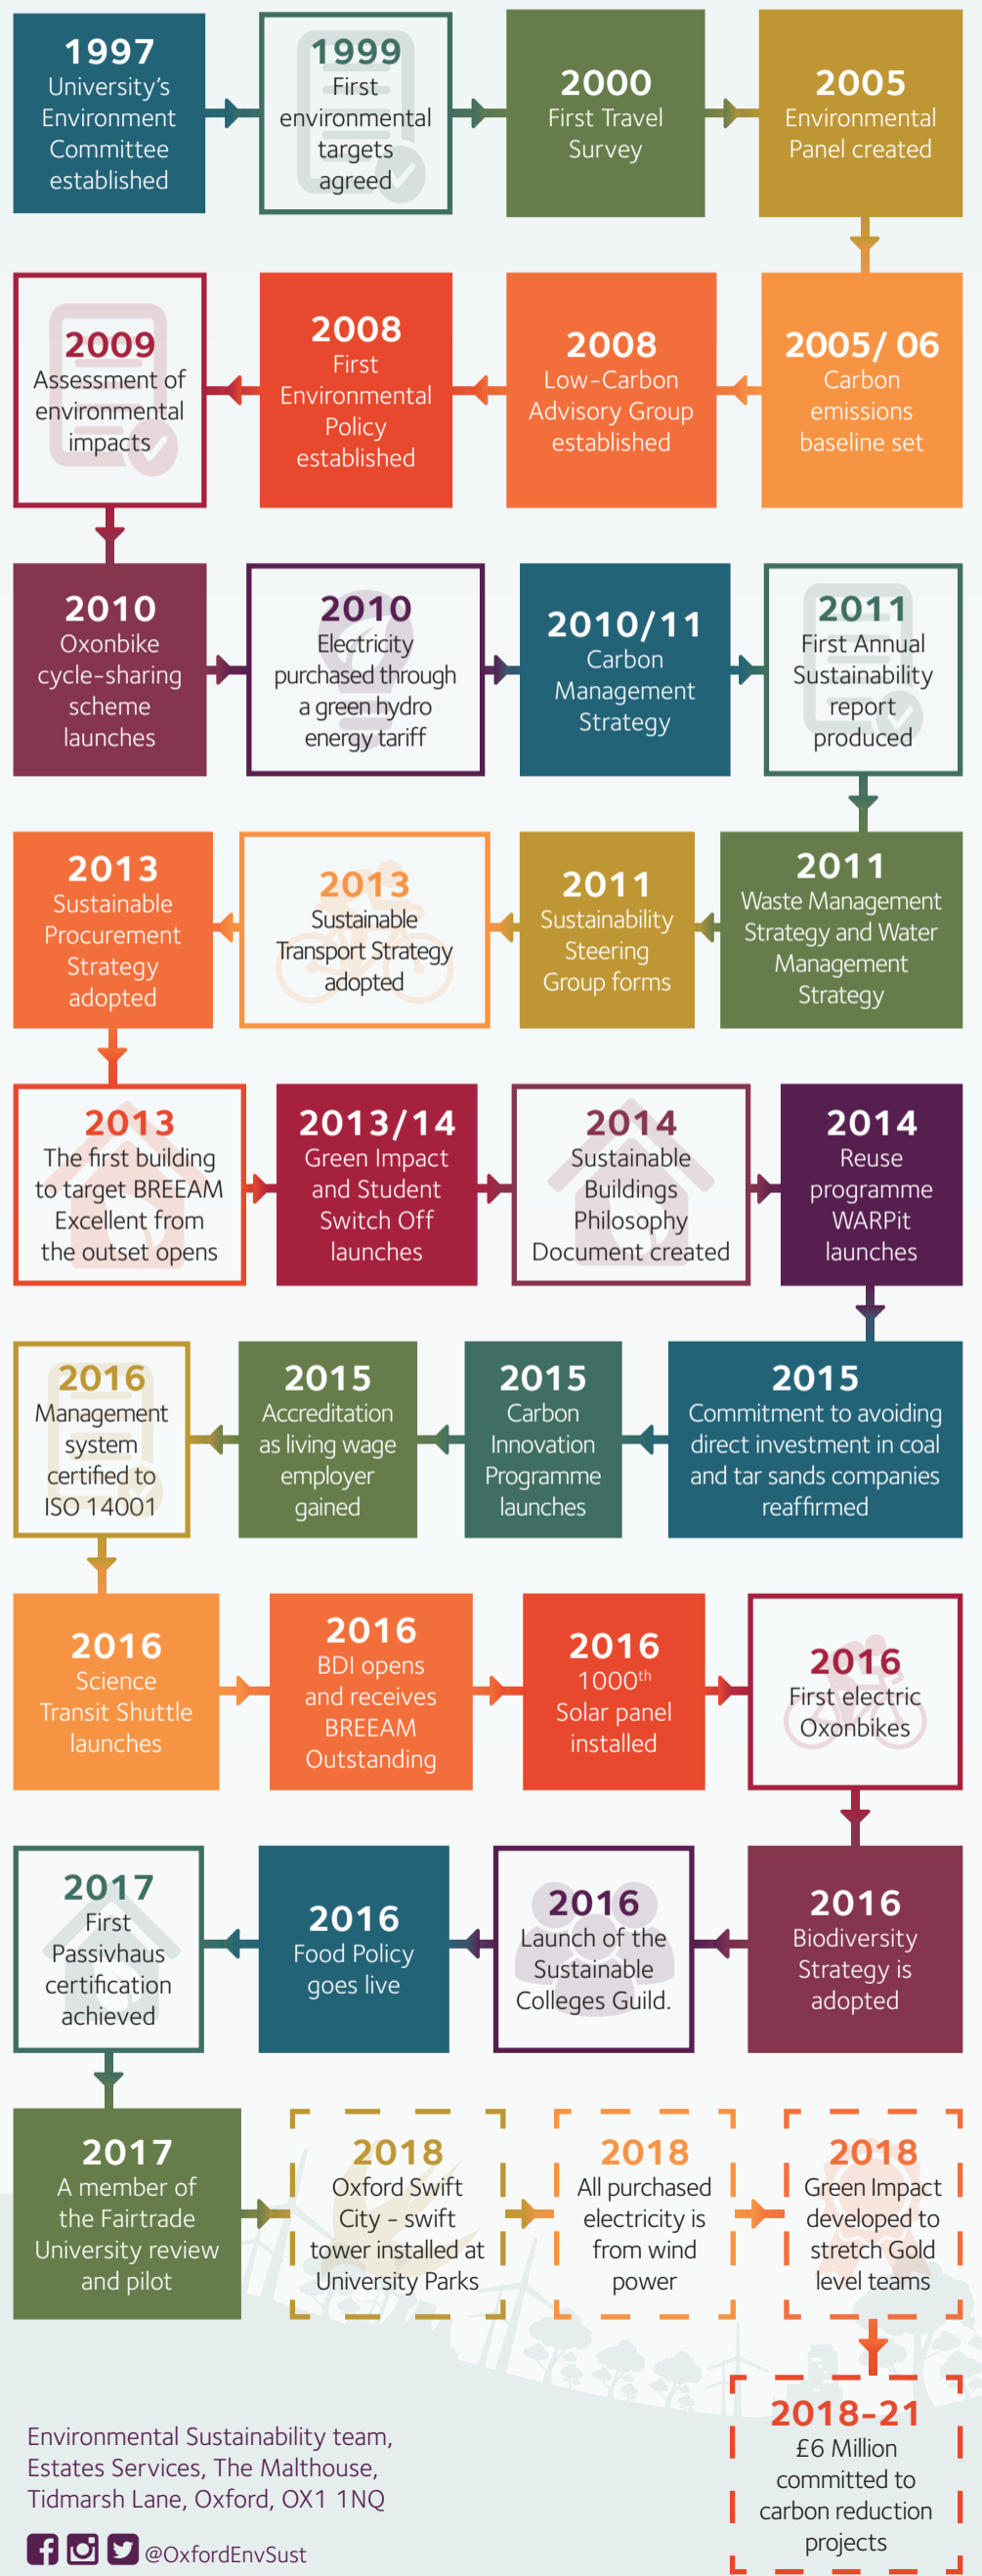 1997
University's
Environment
Committee
established
1999
First
environmental
targets
agreed
2000
First Travel
Survey
2005
Environmental
Panel created
2005/ 06
Carbon
emissions
baseline set
2008
Low-Carbon
Advisory Group
established
2008
First
Environmental
Policy
established
2009
Assessment of
environmental
impacts
2010
Oxonbike
cycle-sharing
scheme
launches
2010
Electricity
purchased through
a green hydro
energy tariff
2010/11
Carbon
Management
Strategy
2011
First Annual
Sustainability
report
produced
2011
Waste Management
Strategy and Water
Management
Strategy
2011
Sustainability
Steering
Group forms
2013
Sustainable
Transport Strategy
adopted
2013
Sustainable
Procurement
Strategy
adopted
2013
The first building
to target BREEAM
Excellent from
the outset opens
2013/14
Green Impact
and Student
Switch Off
launches
2014
Sustainable
Buildings
Philosophy
Document created
2014
Reuse
programme
WARPit
launches
2015
Commitment to avoiding
direct investment in coal
and tar sands companies
reaffirmed
2015
Carbon
Innovation
Programme
launches
2015
Accreditation
as living wage
employer
gained
2016
Management
system
certified to
ISO 14001
2016
Science
Transit Shuttle
launches
2016
BDI opens
and receives
BREEAM
Outstanding
2016
1000th
Solar panel
installed
2016
First electric
Oxonbikes
2016
Biodiversity
Strategy is
adopted
2016
Launch of the
Sustainable
Colleges Guild.
2016
Food Policy
goes live
2017
First
Passivhaus
certification
achieved
2017
A member of
the Fairtrade
University review
and pilot
2018
Oxford Swift
City - swift
tower installed at
University Parks
2018
All purchased
electricity is
from wind
power
2018
Green Impact
developed to
stretch Gold
level teams
2018-21
£6 Million
committed to
carbon reduction
projects
Environmental Sustainability team,
Estates Services, The Malthouse,
Tidmarsh Lane, Oxford, OX1 1NQ
@OxfordEnvSust